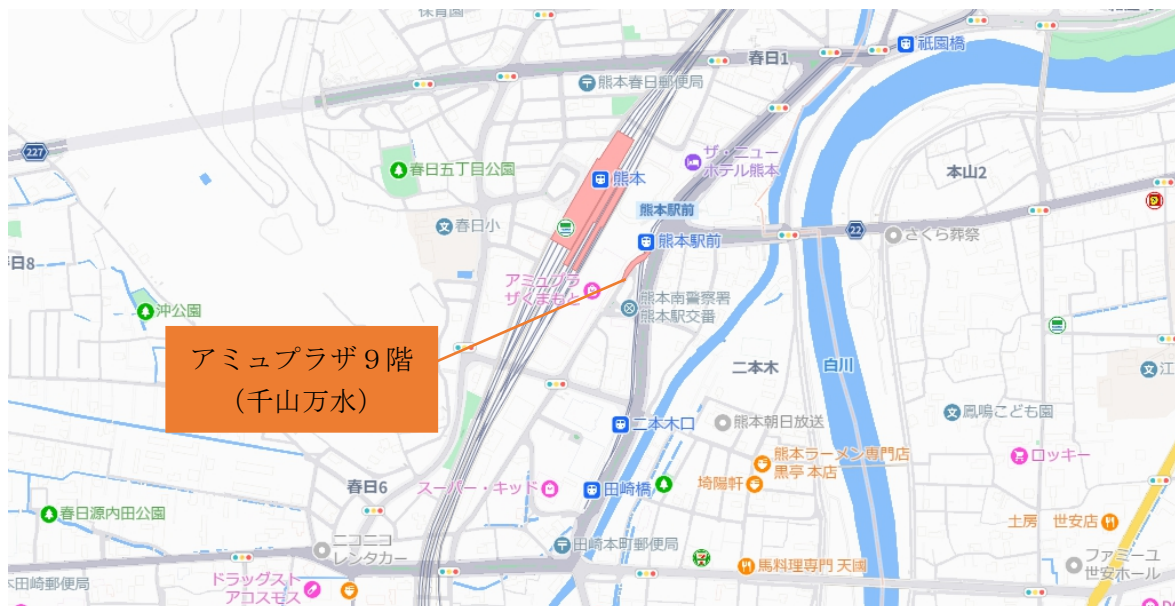 保育園
春日1
祇園橋
熊本春日郵便局
227
ザ・ニュー
ホテル熊本
春日五丁目公園
熊本
本山2
熊本駅前
春日小
22
さくら葬祭
熊本駅前
日8
アミュプラ
ザくまもと
熊本南警察署
熊本駅交番
沖公園
アミュプラザ9階
(千山万水)
二本木
白川
江
鳳鳴こども園
二本木口
熊本朝日放送
熊本ラーメン専門店
黒亭 本店
ロッキー
埼陽軒
春日6
スーパー・キッド
田崎橋
春日源内田公園
土房 世安店
ニコニコ
レンタカー
田崎本町郵便局
馬料理専門 天國
ファミーユ
世安ホール
田崎郵便局
ドラッグスト
アコスモス